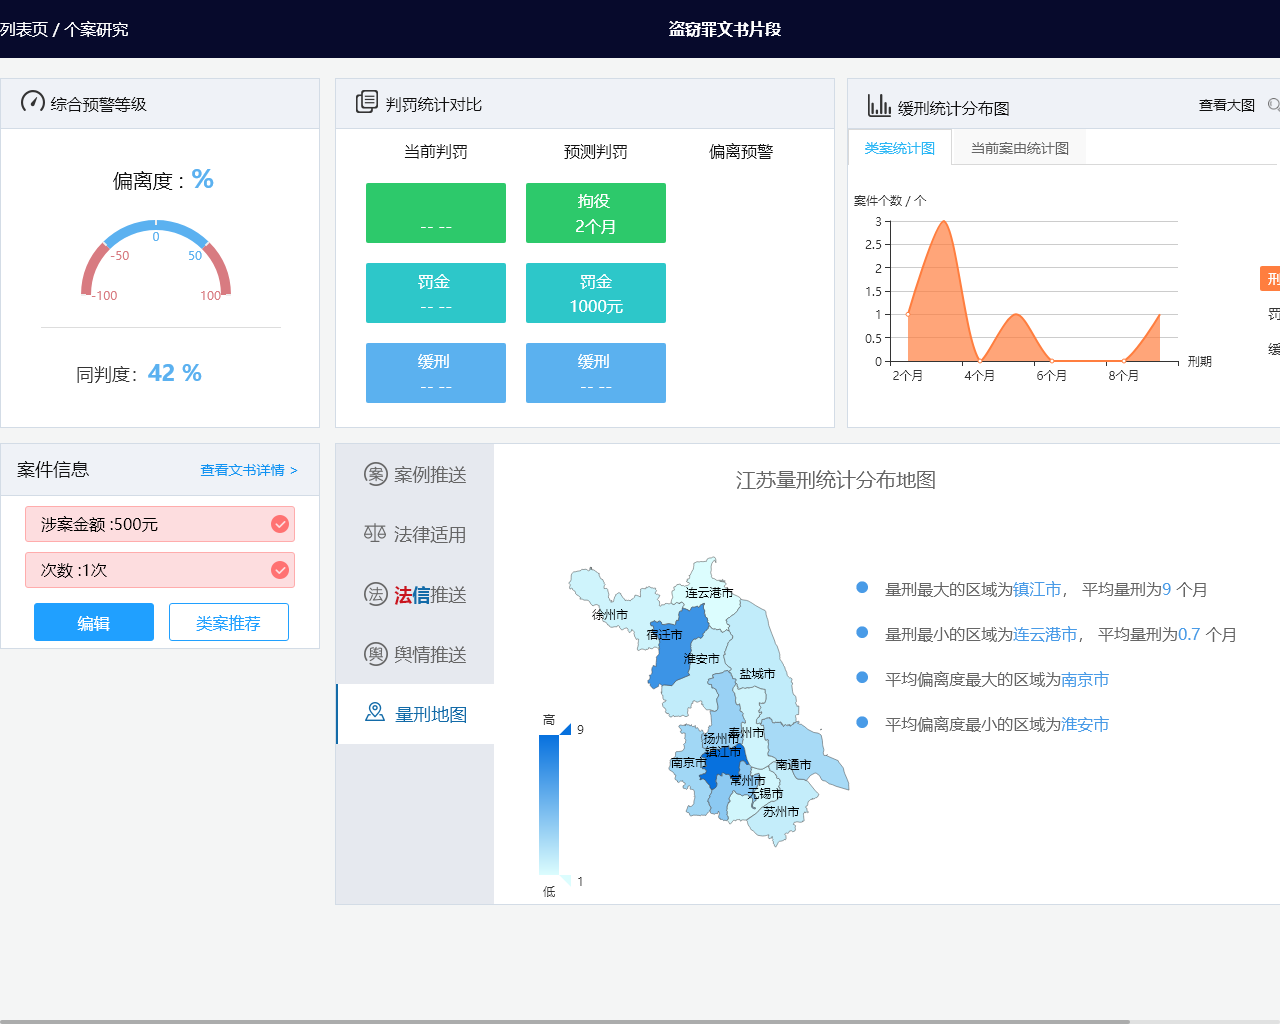 列表页 / 个案研究
盗窃罪文书片段
综合预警等级
偏离度 : %
0
-50
50
-100
100
同判度: 42 %
判罚统计对比
当前判罚
预测判罚
偏离预警
-- --
拘役
2个月
罚金
-- --
罚金
1000元
缓刑
-- --
缓刑
-- --
缓刑统计分布图
查看大图
类案统计图
当前案由统计图
案件个数 / 个
3
2.5
2
1.5
1
0.5
0
2个月
4个月
6个月
8个月
刑期
刑
罚
缓
案件信息
查看文书详情 >
涉案金额 :500元
次数 :1次
编辑
类案推荐
案 案例推送
法律适用
法 法信推送
舆 舆情推送
量刑地图
江苏量刑统计分布地图
连云港市
徐州市
宿迁市
淮安市
盐城市
扬州市
泰州市
镇江市
南京市
南通市
常州市
无锡市
苏州市
高
9
1
低
量刑最大的区域为镇江市， 平均量刑为9 个月
量刑最小的区域为连云港市， 平均量刑为0.7 个月
平均偏离度最大的区域为南京市
平均偏离度最小的区域为淮安市